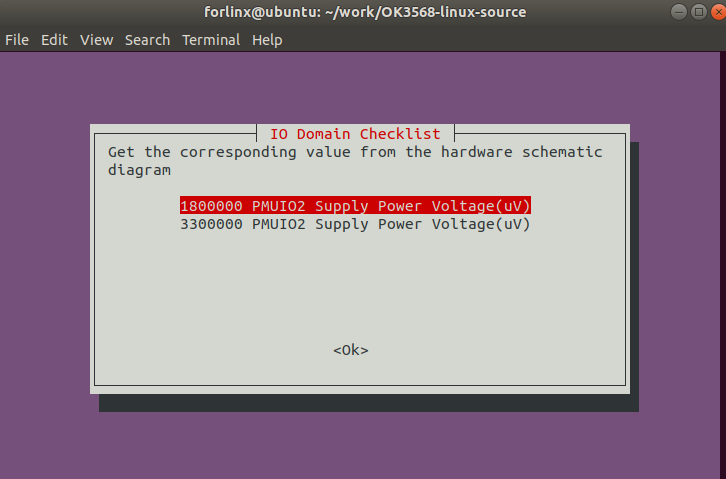 forlinx@ubuntu: ~/work/OK3568-linux-source
File Edit View Search Terminal Help
IO Domain Checklist
Get the corresponding value from the hardware schematic
diagram
1800000 PMUIO2 Supply Power Voltage(uV)
3300000 PMUIO2 Supply Power Voltage(uV)
<Ok>